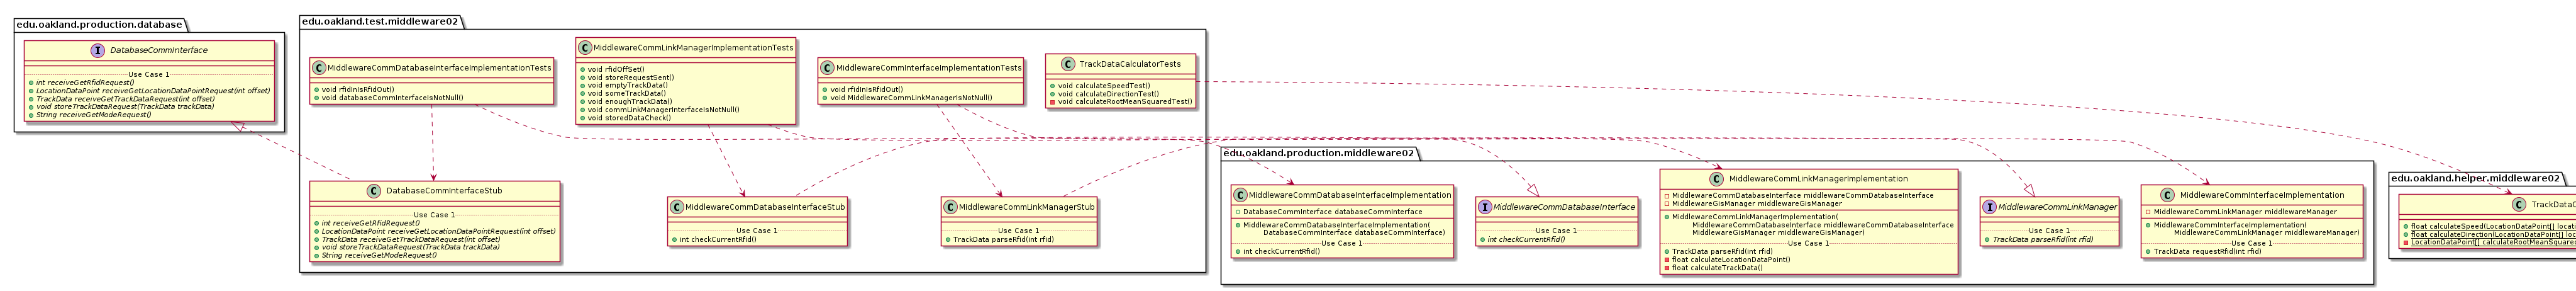 edu.oakland.production.database
I DatabaseCommInterface
Use Case 1
int receiveGetRfidRequest()
LocationDataPoint receiveGetLocationDataPointRequest(int offset)
TrackData receiveGetTrackDataRequest(int offset)
void storeTrackDataRequest(TrackData trackData)
String receiveGetModeRequest()
edu.oakland.test.middleware02
C MiddlewareCommDatabaseInterfaceImplementationTests
void rfidInIsRfidOut()
void databaseCommInterfaceIsNotNull()
C MiddlewareCommLinkManagerImplementationTests
void rfidOffSet()
void storeRequestSent()
void emptyTrackData()
void someTrackData()
void enoughTrackData()
void commLinkManagerInterfaceIsNotNull()
void storedDataCheck()
C MiddlewareCommInterfaceImplementationTests
void rfidInIsRfidOut()
void MiddlewareCommLinkManagerIsNotNull()
C TrackDataCalculatorTests
void calculateSpeedTest()
void calculateDirectionTest()
void calculateRootMeanSquaredTest()
C DatabaseCommInterfaceStub
Use Case 1
int receiveGetRfidRequest()
LocationDataPoint receiveGetLocationDataPointRequest(int offset)
TrackData receiveGetTrackDataRequest(int offset)
void storeTrackDataRequest(TrackData trackData)
String receiveGetModeRequest()
C MiddlewareCommDatabaseInterfaceStub
Use Case 1
int checkCurrentRfid()
C MiddlewareCommLinkManagerStub
Use Case 1
TrackData parseRfid(int rfid)
edu.oakland.production.middleware02
C MiddlewareCommDatabaseInterfaceImplementation
DatabaseCommInterface databaseCommInterface
MiddlewareCommDatabaseInterfaceImplementation(
DatabaseCommInterface databaseCommInterface)
Use Case 1
int checkCurrentRfid()
I MiddlewareCommDatabaseInterface
Use Case 1
int checkCurrentRfid()
C MiddlewareCommLinkManagerImplementation
MiddlewareCommDatabaseInterface middlewareCommDatabaseInterface
MiddlewareGisManager middlewareGisManager
MiddlewareCommLinkManagerImplementation(
MiddlewareCommDatabaseInterface middlewareCommDatabaseInterface
MiddlewareGisManager middlewareGisManager)
Use Case 1
TrackData parseRfid(int rfid)
float calculateLocationDataPoint()
float calculateTrackData()
I MiddlewareCommLinkManager
Use Case 1
TrackData parseRfid(int rfid)
C MiddlewareCommInterfaceImplementation
MiddlewareCommLinkManager middlewareManager
MiddlewareCommInterfaceImplementation(
MiddlewareCommLinkManager middlewareManager)
Use Case 1
TrackData requestRfid(int rfid)
edu.oakland.helper.middleware02
C TrackDataC
float calculateSpeed(LocationDataPoint[] locati
float calculateDirection(LocationDataPoint[] loc
LocationDataPoint[] calculateRootMeanSquared